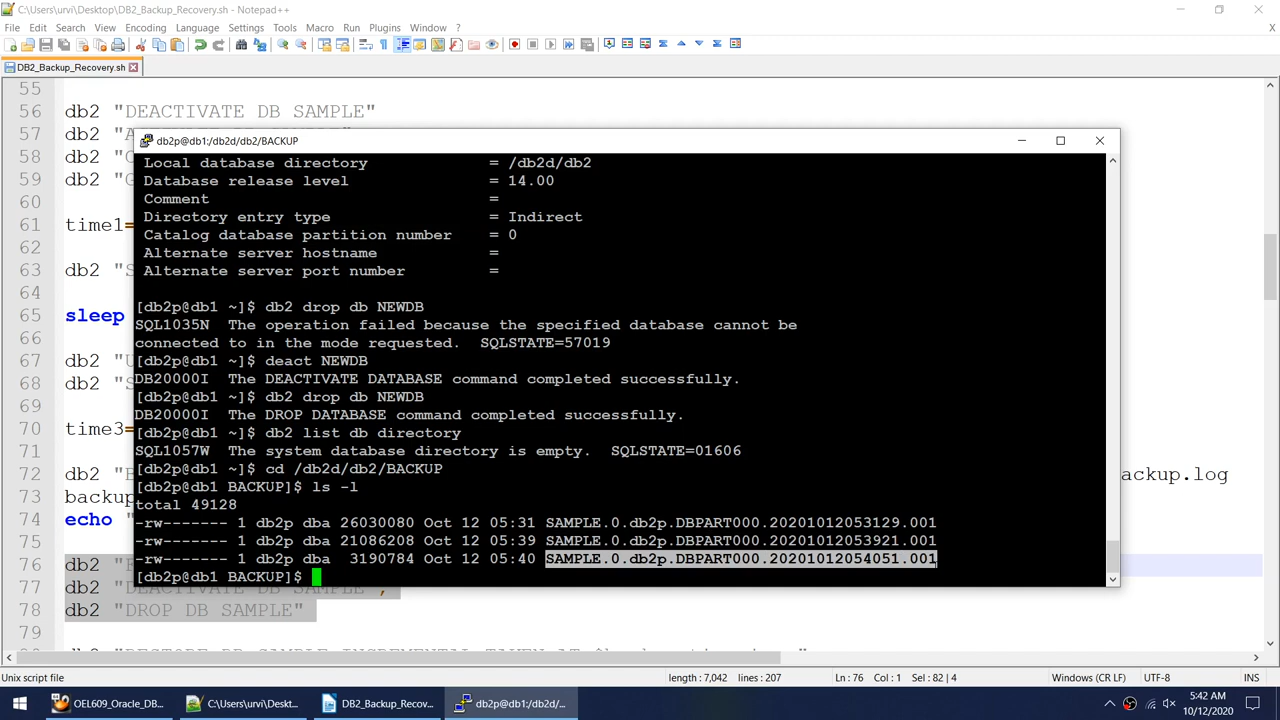 C:\Users\urvi\Desktop\DB2_Backup_Recovery.sh - Notepad++
File Edit Search View Encoding Language Settings Tools Macro Run Plugins Window
X
DB2_Backup_Recovery.sh
55
56 db2 "DEACTIVATE DB SAMPLE"
57 db2 "A
58 db2 "
59 db2 "
60
61 time1=
62
63 db2 "S
64
65 sleep
66
67 db2 "U
68 db2 "S
69
70 time3=
71
72 db2 "B ackup.log
73 backup
74 echo "
75
76 db2 "
77 "DEACTIVATE DB SAMPLE";
78 db2 "DROP DB SAMPLE"
79
80
db2p@db1:/db2d/db2/BACKUP
Local database directory = /db2d/db2
Database release level = 14.00
Comment =
Directory entry type = Indirect
Catalog database partition number = 0
Alternate server hostname =
Alternate server port number =
[db2p@db1 ~]$ db2 drop db NEWDB
SQL1035N The operation failed because the specified database cannot be
connected to in the mode requested. SQLSTATE=57019
[db2p@db1 ~]$ deact NEWDB
DB20000I The DEACTIVATE DATABASE command completed successfully.
[db2p@db1 ~]$ db2 drop db NEWDB
DB20000I The DROP DATABASE command completed successfully.
[db2p@db1 ~]$ db2 list db directory
SQL1057W The system database directory is empty. SQLSTATE=01606
[db2p@db1 ~]$ cd /db2d/db2/BACKUP
[db2p@db1 BACKUP]$ ls -l
total 49128
-rw------- 1 db2p dba 26030080 Oct 12 05:31 SAMPLE.0.db2p.DBPART000.20201012053129.001
-rw------- 1 db2p dba 21086208 Oct 12 05:39 SAMPLE.0.db2p.DBPART000.20201012053921.001
-rw------- 1 db2p dba 3190784 Oct 12 05:40 SAMPLE.0.db2p.DBPART000.20201012054051.001
[db2p@db1 BACKUP]$
Unix script file length : 7,042 lines : 207 Ln : 76 Col : 1 Sel : 82 | 4 Windows (CR LF) UTF-8 INS
OEL609_Oracle_DB... C:\Users\urvi\Deskt... DB2_Backup_Recove... db2p@db1:/db2d/... 5:42 AM
10/12/2020